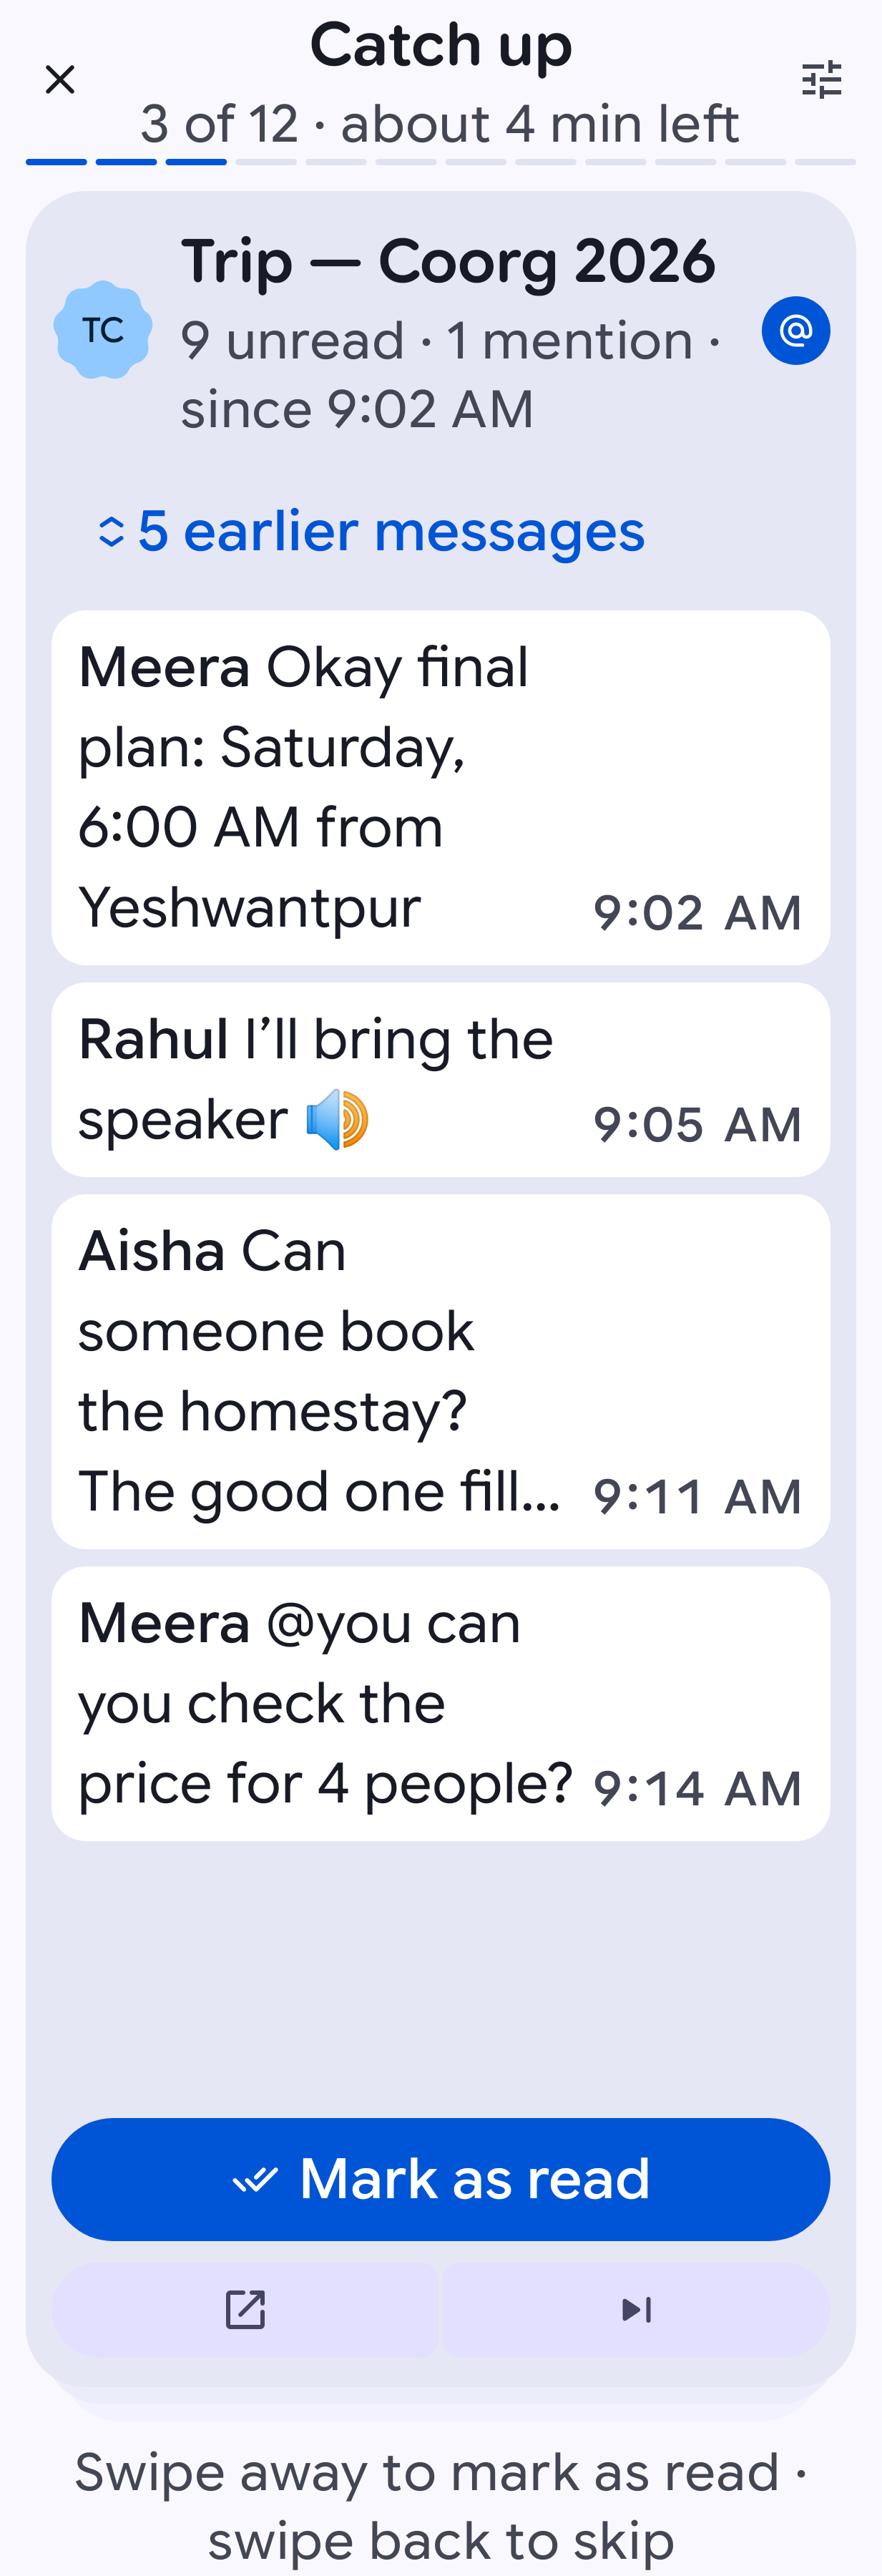 Catch up
3 of 12 · about 4 min left
TC
Trip — Coorg 2026
9 unread · 1 mention ·
since 9:02 AM
@
5 earlier messages
Meera Okay final
plan: Saturday,
6:00 AM from
Yeshwantpur 9:02 AM
Rahul I’ll bring the
speaker 🔊 9:05 AM
Aisha Can
someone book
the homestay?
The good one fill… 9:11 AM
Meera @you can
you check the
price for 4 people? 9:14 AM
Mark as read
Swipe away to mark as read ·
swipe back to skip